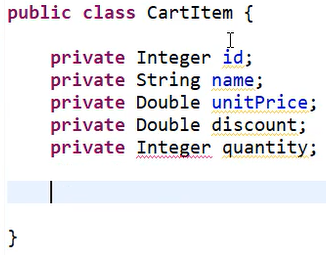 public class CartItem {
private Integer id;
private String name;
private Double unitPrice;
private Double discount;
private Integer quantity;
}